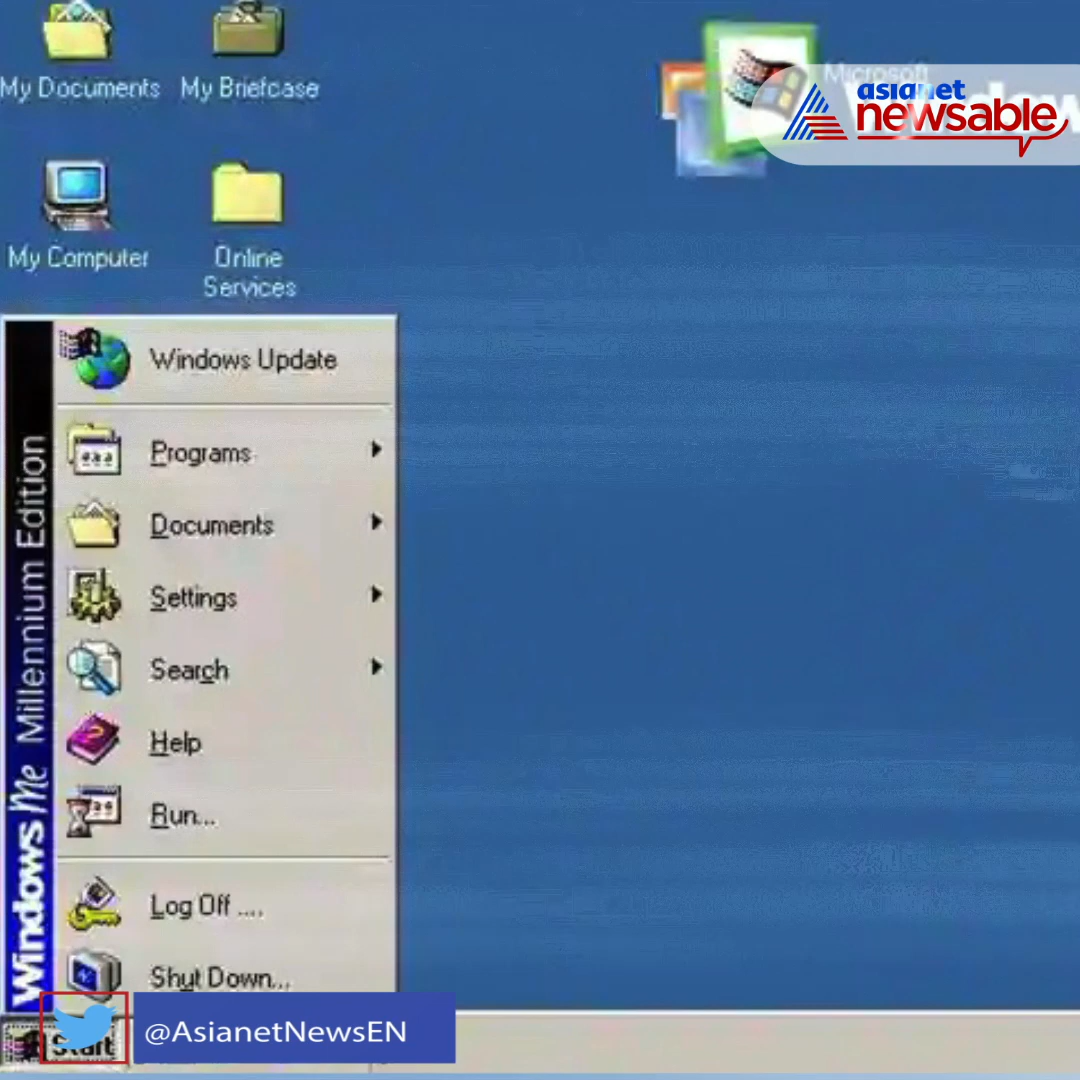 My Documents
My Briefcase
Microsoft
asianet
newsable
My Computer
Online
Services
Windows Update
Programs
Documents
Settings
Search
Help
Run...
Log Off ....
Shut Down...
Windows Me Millennium Edition
Start
@AsianetNewsEN